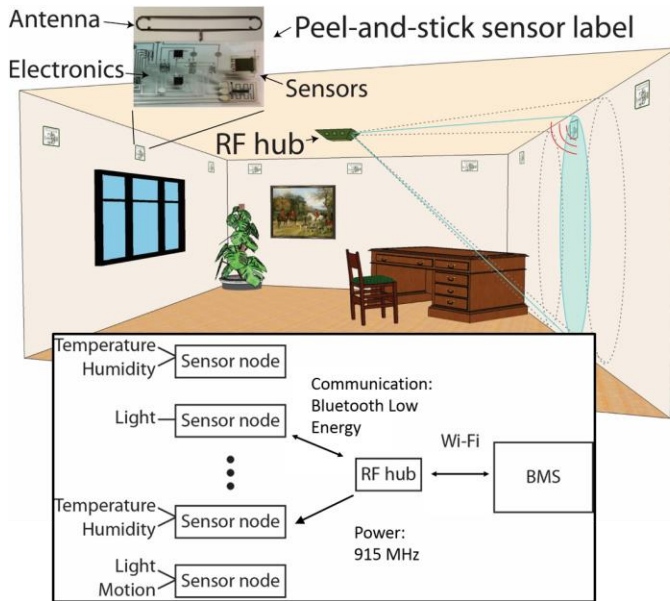 Antenna
Peel-and-stick sensor label
Electronics
Sensors
RF hub
Temperature
Humidity
Sensor node
Communication:
Bluetooth Low
Energy
Light
Sensor node
Wi-Fi
RF hub
BMS
Temperature
Humidity
Sensor node
Power:
915 MHz
Light
Motion
Sensor node